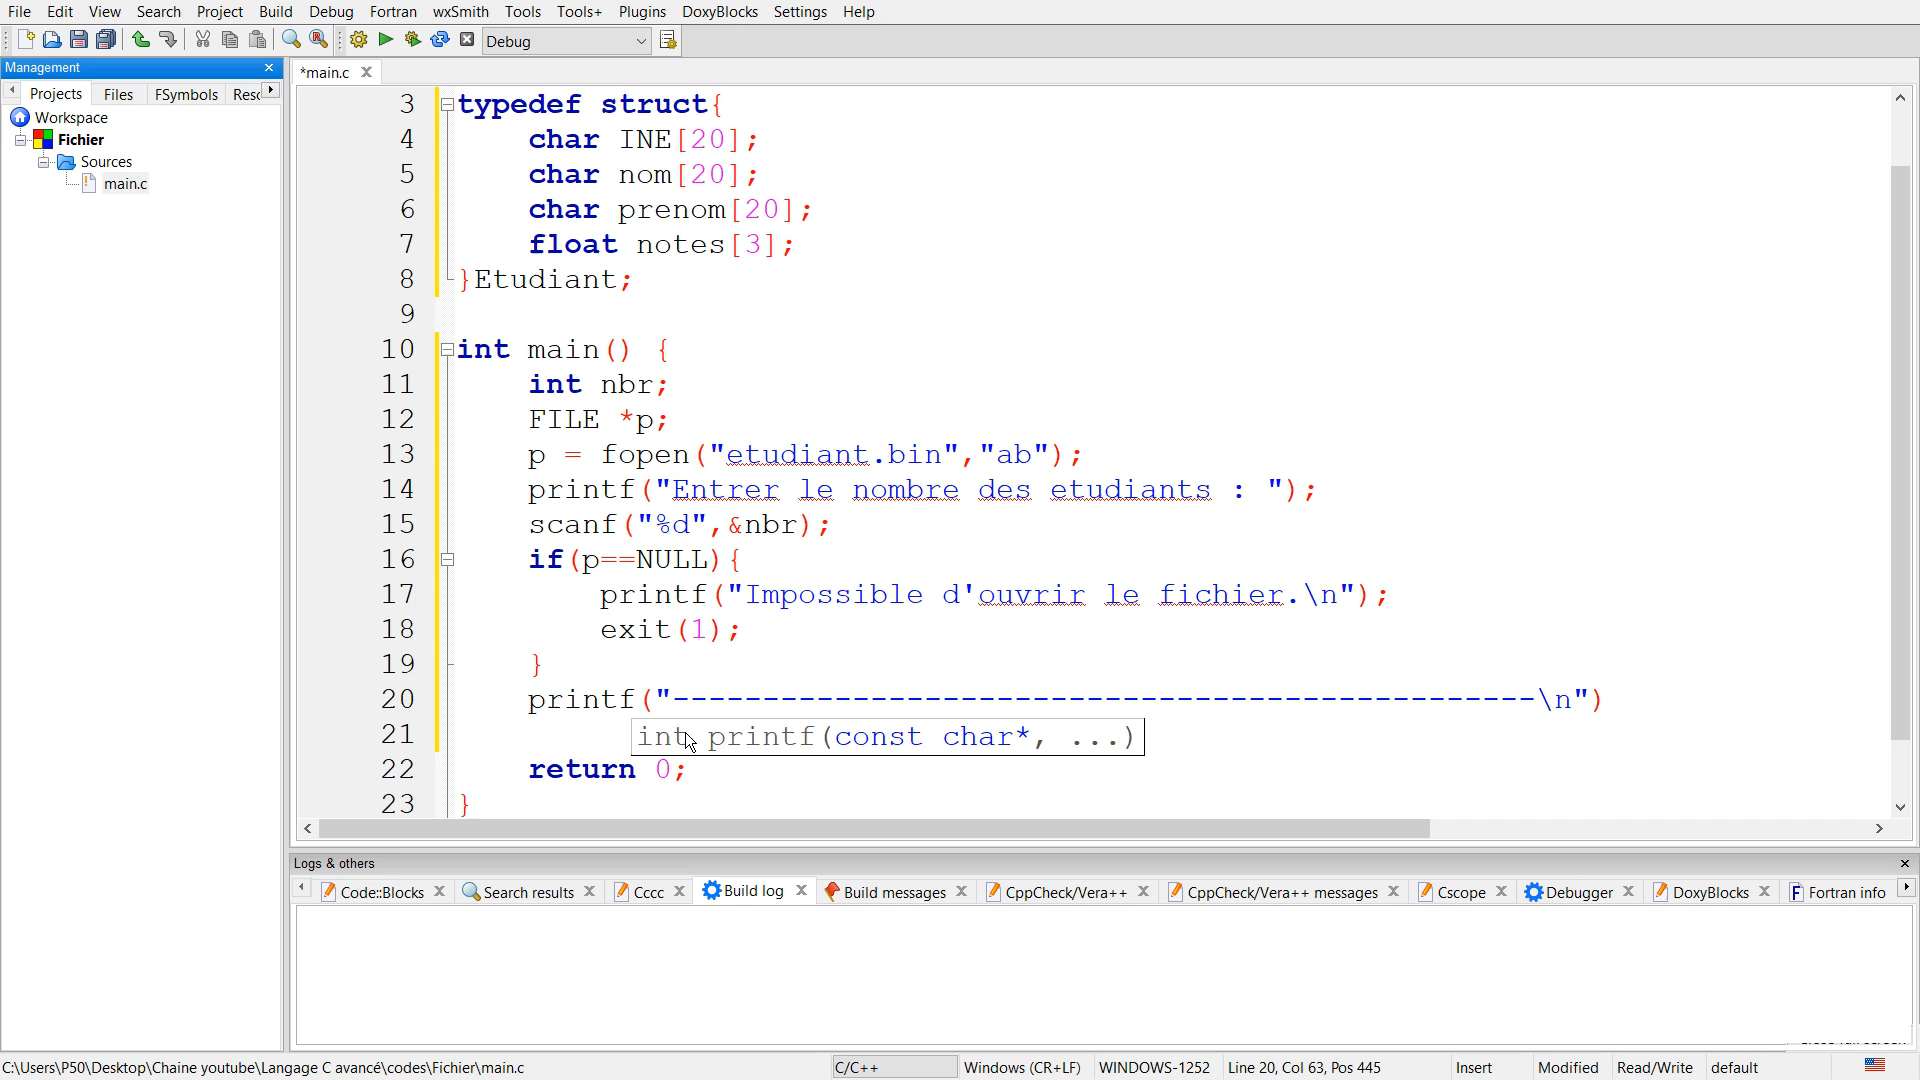 File Edit View Search Project Build Debug Fortran wxSmith Tools Tools+ Plugins DoxyBlocks Settings Help
Debug
Management
*main.c
Projects Files FSymbols
Workspace
Fichier
Sources
main.c
3 typedef struct{
4 char INE[20];
5 char nom[20];
6 char prenom[20];
7 float notes[3];
8 }Etudiant;
9
10 int main() {
11 int nbr;
12 FILE *p;
13 p = fopen("etudiant.bin","ab");
14 printf("Entrer le nombre des etudiants : ");
15 scanf("%d",&nbr);
16 if(p==NULL){
17 printf("Impossible d'ouvrir le fichier.\n");
18 exit(1);
19 }
20 printf("------------------------------------------------\n")
21 int printf(const char*, ...)
22 return 0;
23 }
Logs & others
Code::Blocks Search results Cccc Build log Build messages CppCheck/Vera++ CppCheck/Vera++ messages Cscope Debugger DoxyBlocks Fortran info
C:\Users\P50\Desktop\Chaine youtube\Langage C avancé\codes\Fichier\main.c C/C++ Windows (CR+LF) WINDOWS-1252 Line 20, Col 63, Pos 445 Insert Modified Read/Write default